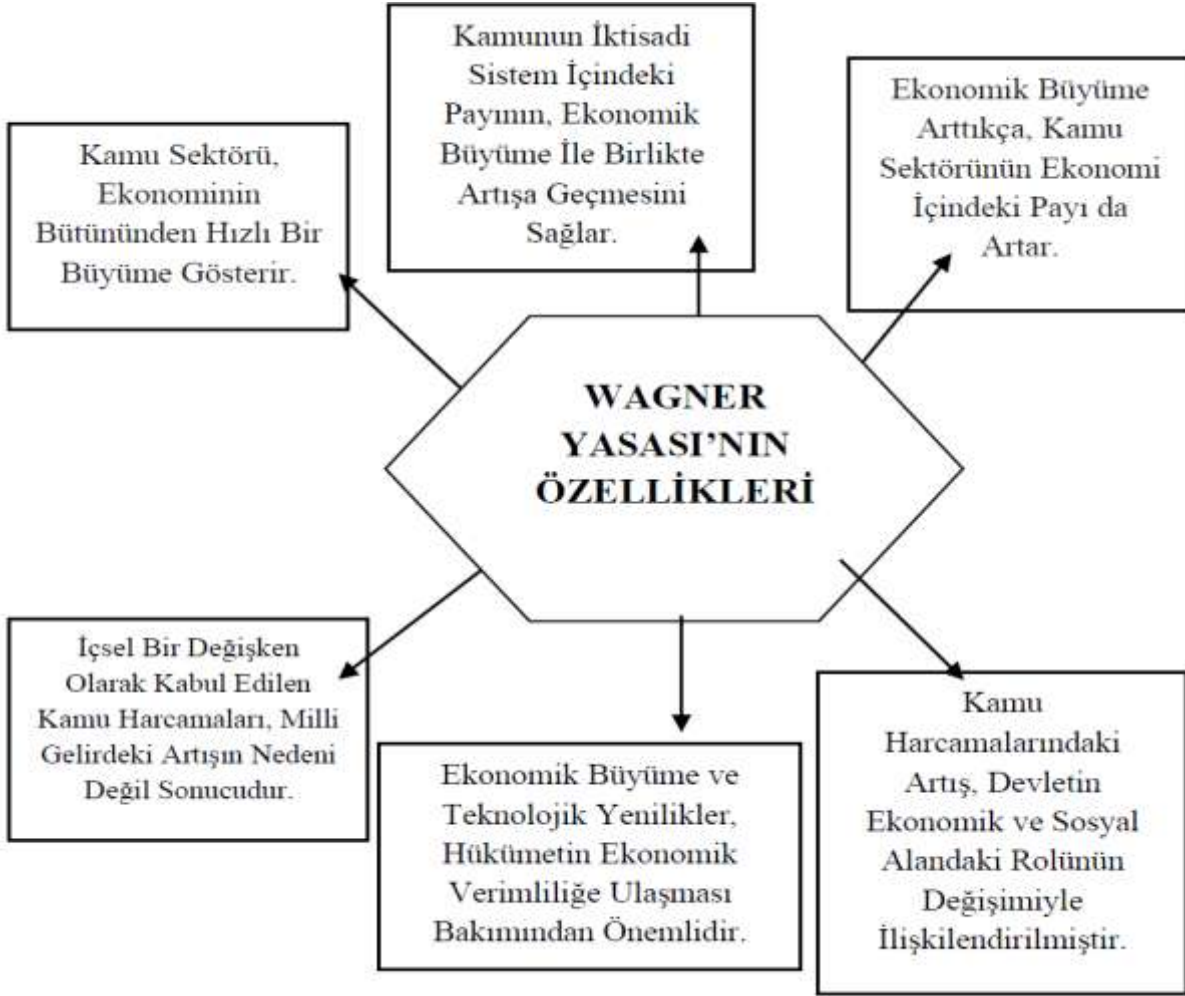 Kamunun İktisadi
Sistem İçindeki
Payının, Ekonomik
Büyüme İle Birlikte
Artışa Geçmesini
Sağlar.
Ekonomik Büyüme
Arttıkça, Kamu
Sektörünün Ekonomi
İçindeki Payı da
Artar.
Kamu Sektörü,
Ekonominin
Bütününden Hızlı Bir
Büyüme Gösterir.
WAGNER
YASASI’NIN
ÖZELLİKLERİ
İçsel Bir Değişken
Olarak Kabul Edilen
Kamu Harcamaları, Milli
Gelirdeki Artışın Nedeni
Değil Sonucudur.
Ekonomik Büyüme ve
Teknolojik Yenilikler,
Hükümetin Ekonomik
Verimliliğe Ulaşması
Bakımından Önemlidir.
Kamu
Harcamalarındaki
Artış, Devletin
Ekonomik ve Sosyal
Alandaki Rolünün
Değişimiyle
İlişkilendirilmiştir.